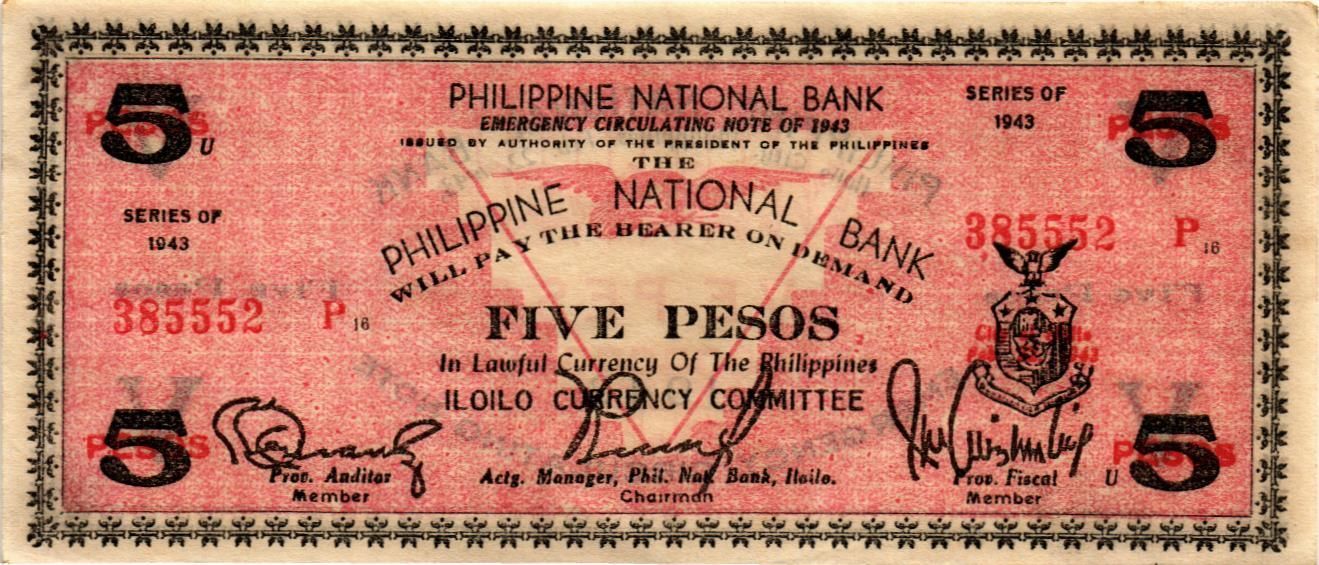 5 PESOS
U
PHILIPPINE NATIONAL BANK
EMERGENCY CIRCULATING NOTE OF 1943
ISSUED BY AUTHORITY OF THE PRESIDENT OF THE PHILIPPINES
SERIES OF
1943
5 PESOS
THE
PHILIPPINE NATIONAL BANK
WILL PAY THE BEARER ON DEMAND
SERIES OF
1943
385552 P 16
385552 P 16
FIVE PESOS
In Lawful Currency Of The Philippines
ILOILO CURRENCY COMMITTEE
5 PESOS
Prov. Auditor
Member
Actg. Manager, Phil. Nat. Bank, Iloilo.
Chairman
Prov. Fiscal
Member
U
5 PESOS